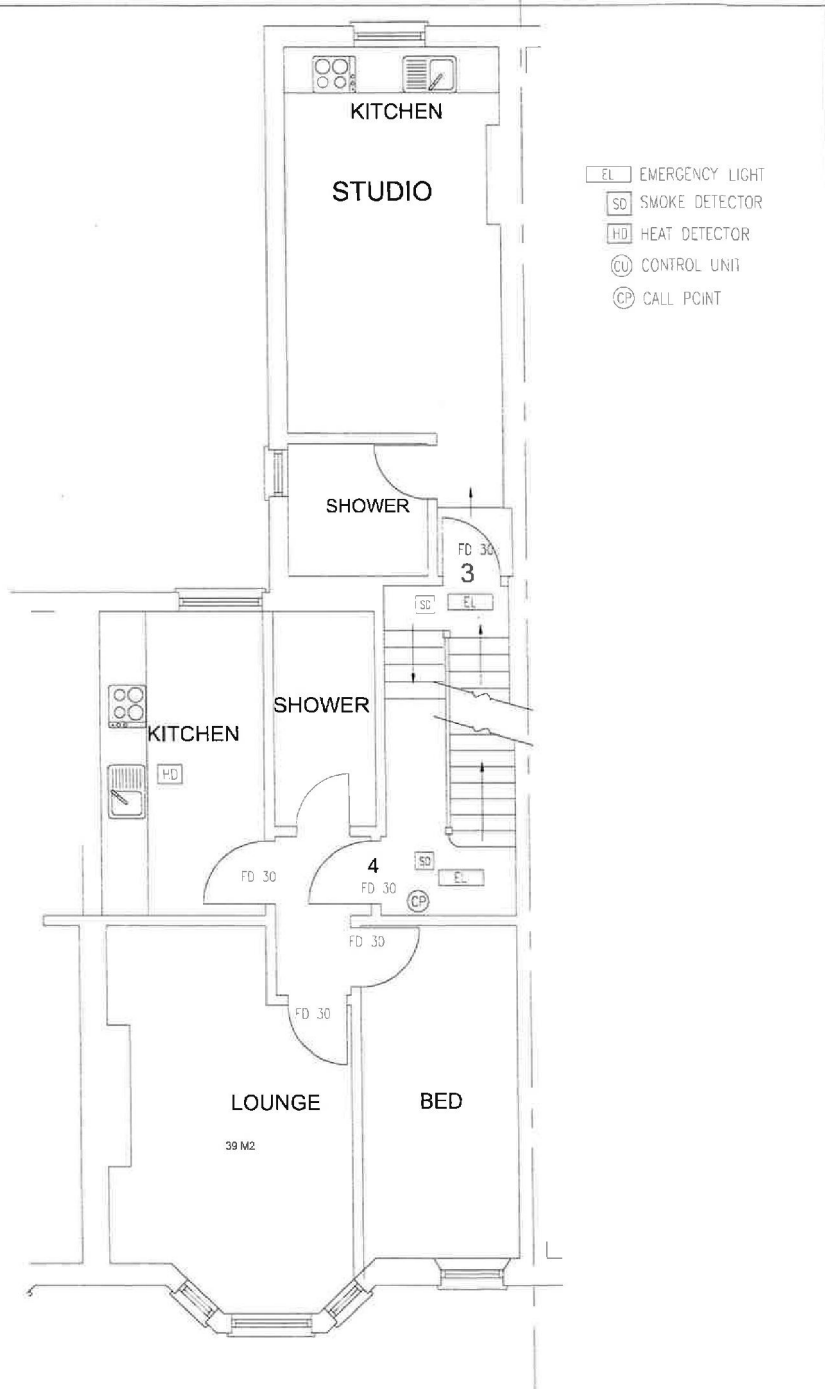 KITCHEN
STUDIO
EL EMERGENCY LIGHT
SD SMOKE DETECTOR
HD HEAT DETECTOR
CU CONTROL UNIT
CP CALL POINT
SHOWER
FD 30
3
SD
EL
SHOWER
KITCHEN
HD
4
SD
EL
FD 30
FD 30
CP
FD 30
FD 30
LOUNGE
BED
39 M2